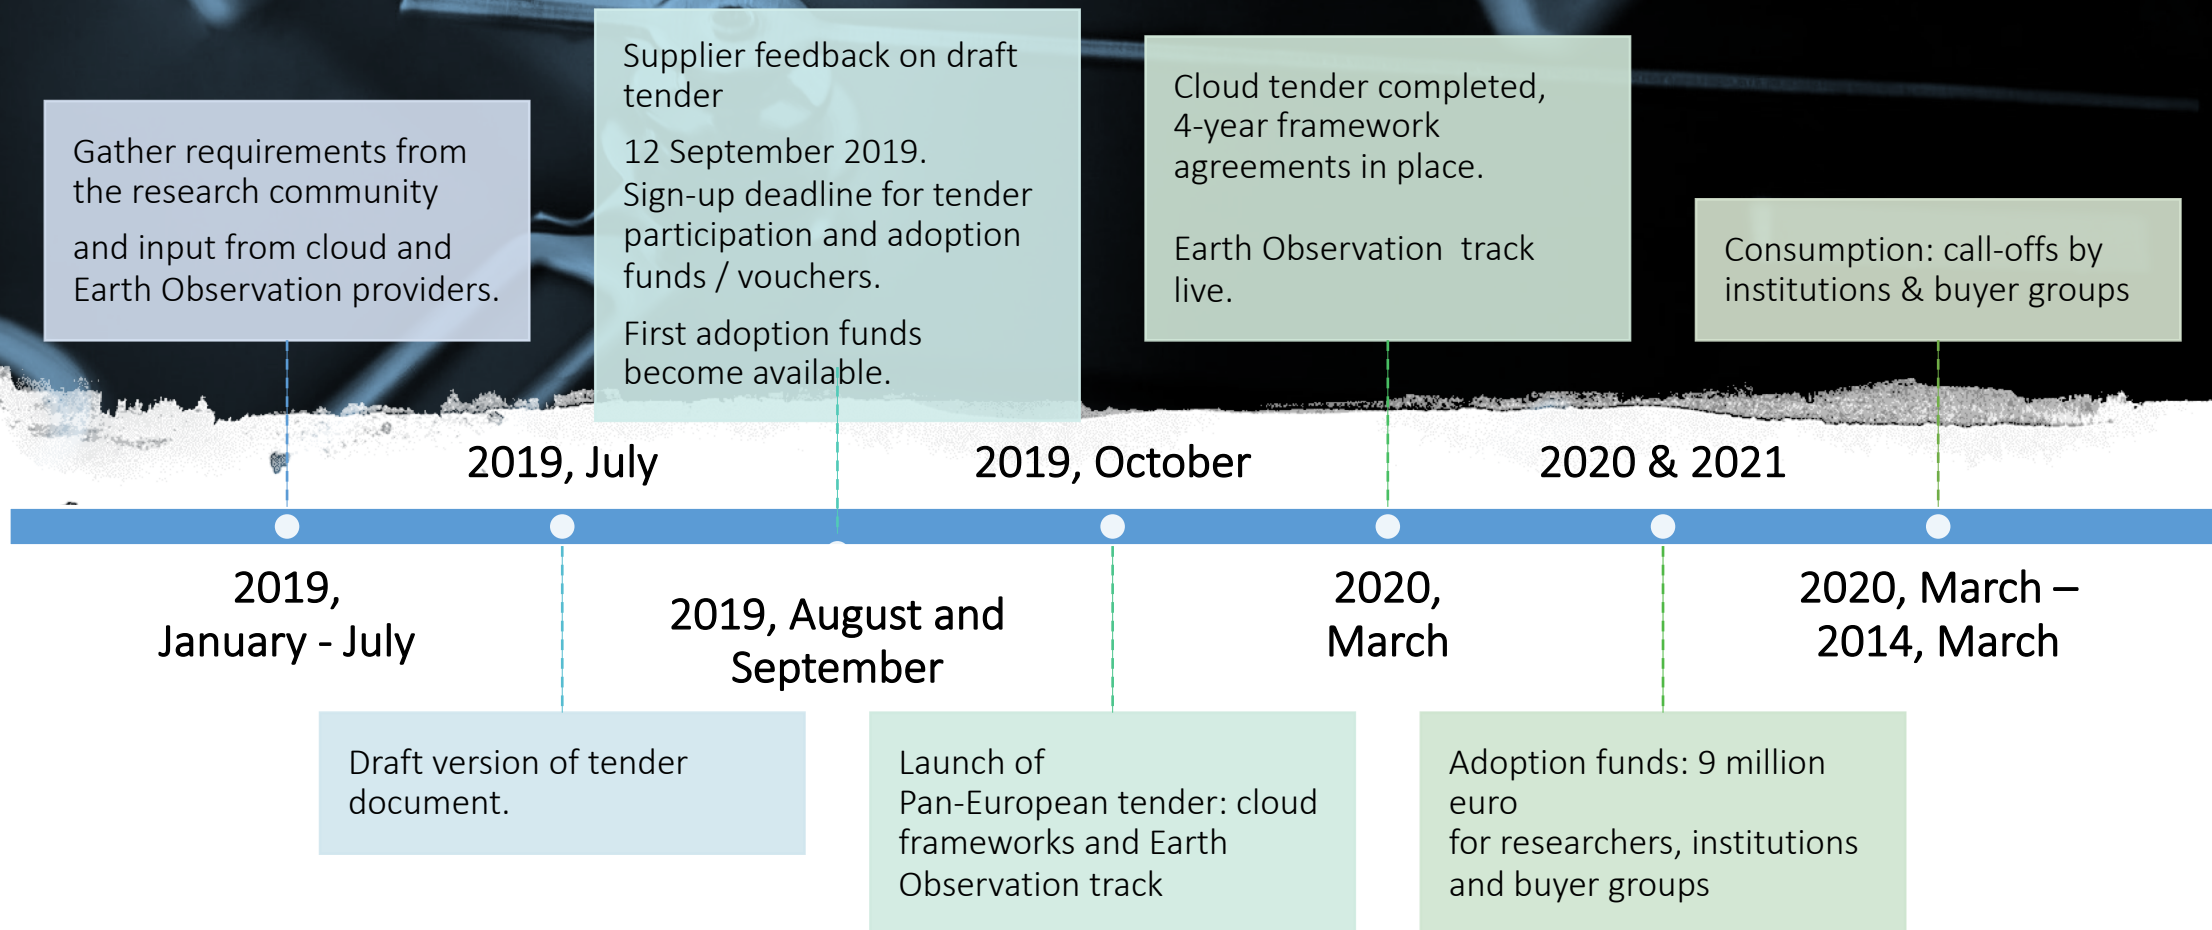 Gather requirements from
the research community
and input from cloud and
Earth Observation providers.
2019,
January - July
2019, July
Draft version of tender
document.
Supplier feedback on draft
tender
12 September 2019.
Sign-up deadline for tender
participation and adoption
funds / vouchers.
First adoption funds
become available.
2019, August and
September
2019, October
Launch of
Pan-European tender: cloud
frameworks and Earth
Observation track
Cloud tender completed,
4-year framework
agreements in place.
Earth Observation track
live.
2020,
March
2020 & 2021
Adoption funds: 9 million
euro
for researchers, institutions
and buyer groups
Consumption: call-offs by
institutions & buyer groups
2020, March –
2014, March